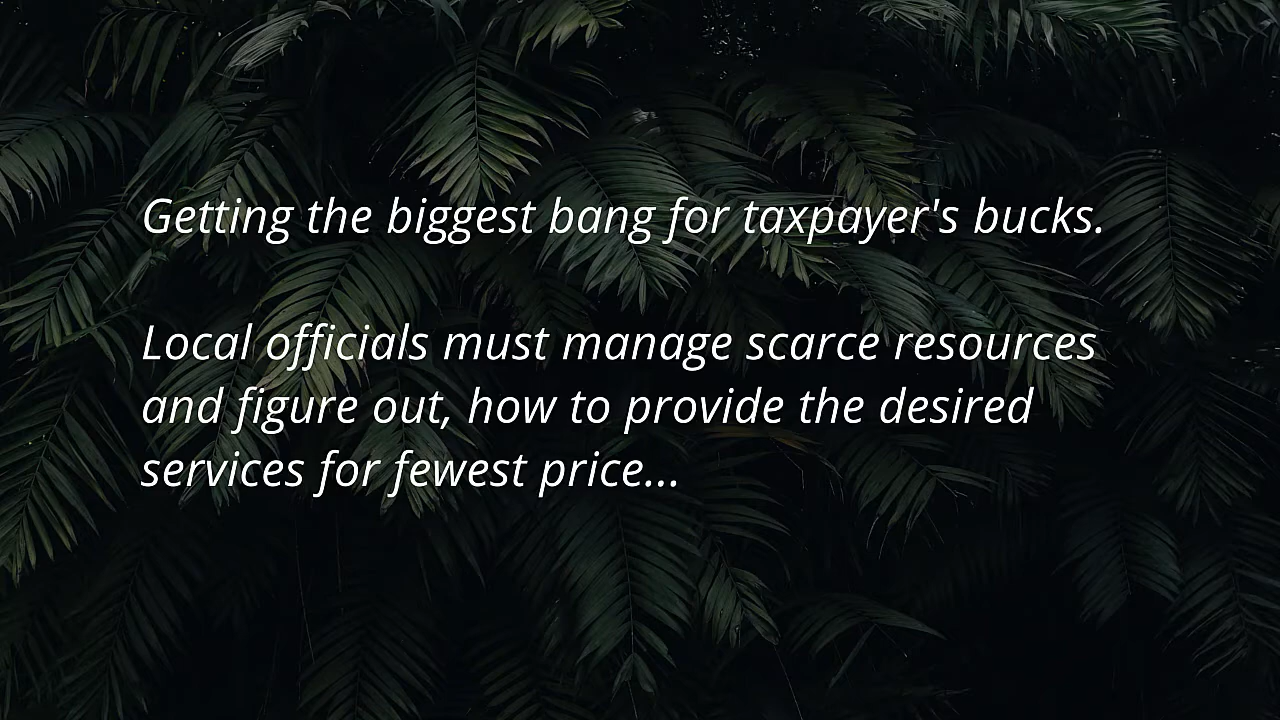 Getting the biggest bang for taxpayer's bucks.
Local officials must manage scarce resources
and figure out, how to provide the desired
services for fewest price...